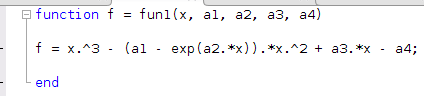 function f = fun1(x, a1, a2, a3, a4)
f = x.^3 - (a1 - exp(a2.*x)).*x.^2 + a3.*x - a4;
end